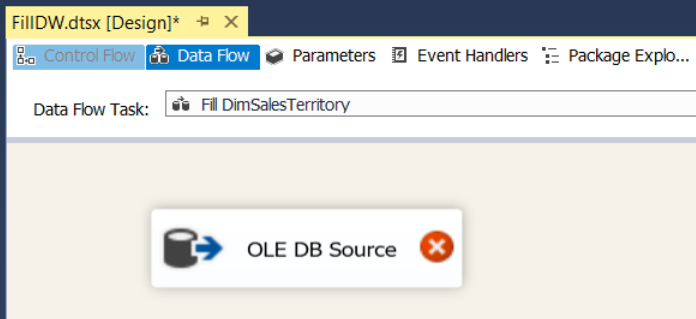 FillDW.dtsx [Design]*
Control Flow Data Flow Parameters Event Handlers Package Explo...
Data Flow Task: Fill DimSalesTerritory
OLE DB Source